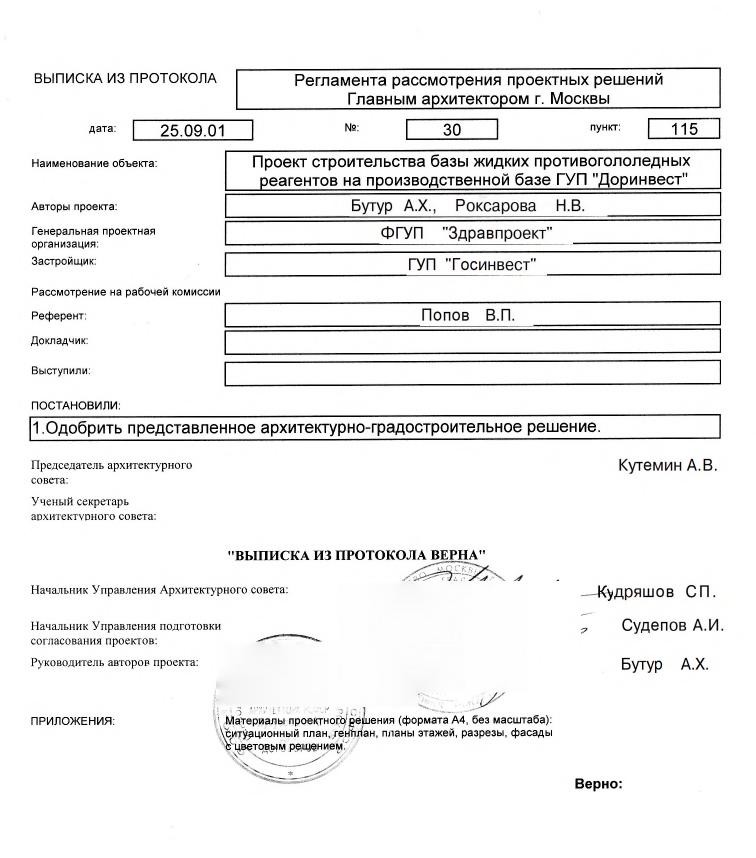 ВЫПИСКА ИЗ ПРОТОКОЛА
Регламента рассмотрения проектных решений
Главным архитектором г. Москвы
дата: 25.09.01 №: 30 пункт: 115
Наименование объекта:
Проект строительства базы жидких противогололедных
реагентов на производственной базе ГУП "Доринвест"
Авторы проекта: Бутур А.Х., Роксарова Н.В.
Генеральная проектная
организация:
ФГУП "Здравпроект"
Застройщик: ГУП "Госинвест"
Рассмотрение на рабочей комиссии
Референт: Попов В.П.
Докладчик:
Выступили:
ПОСТАНОВИЛИ:
1.Одобрить представленное архитектурно-градостроительное решение.
Председатель архитектурного
совета:
Кутемин А.В.
Ученый секретарь
архитектурного совета:
"ВЫПИСКА ИЗ ПРОТОКОЛА ВЕРНА"
Начальник Управления Архитектурного совета: Кудряшов СП.
Начальник Управления подготовки
согласования проектов:
Судепов А.И.
Руководитель авторов проекта: Бутур А.Х.
ПРИЛОЖЕНИЯ:
Материалы проектного решения (формата А4, без масштаба):
ситуационный план, генплан, планы этажей, разрезы, фасады
с цветовым решением.
Верно: